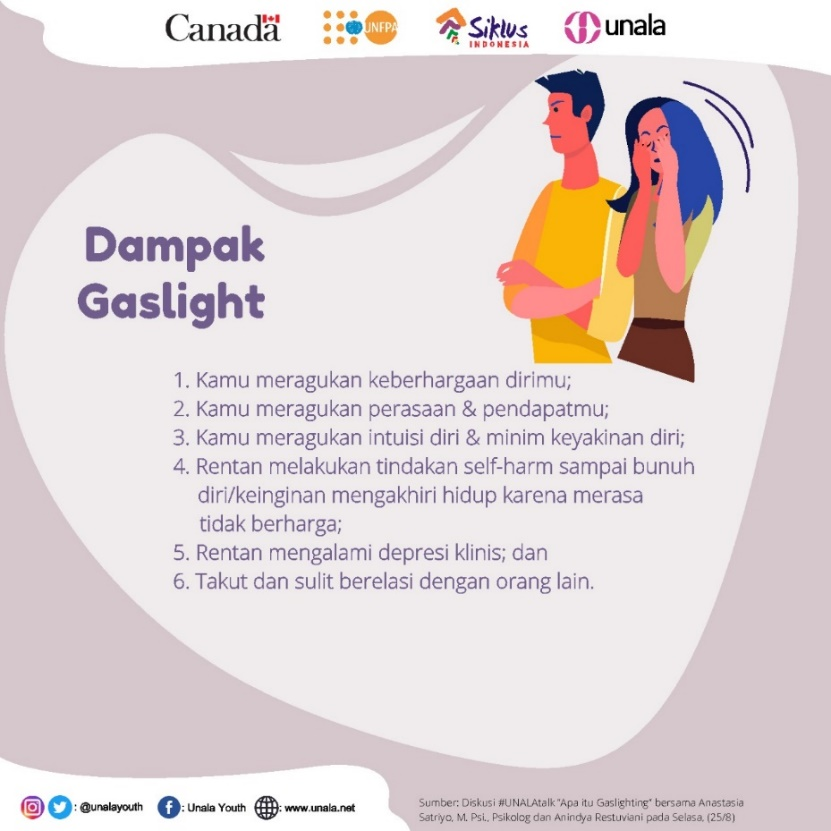 Canada
UNFPA
Siklus
INDONESIA
unala
Dampak
Gaslight
1. Kamu meragukan keberhargaan dirimu;
2. Kamu meragukan perasaan & pendapatmu;
3. Kamu meragukan intuisi diri & minim keyakinan diri;
4. Rentan melakukan tindakan self-harm sampai bunuh
diri/keinginan mengakhiri hidup karena merasa
tidak berharga;
5. Rentan mengalami depresi klinis; dan
6. Takut dan sulit berelasi dengan orang lain.
: @unalayouth : Unala Youth : www.unala.net
Sumber: Diskusi #UNALAtalk "Apa itu Gaslighting" bersama Anastasia
Satriyo, M. Psi., Psikolog dan Anindya Restuviani pada Selasa, (25/8)